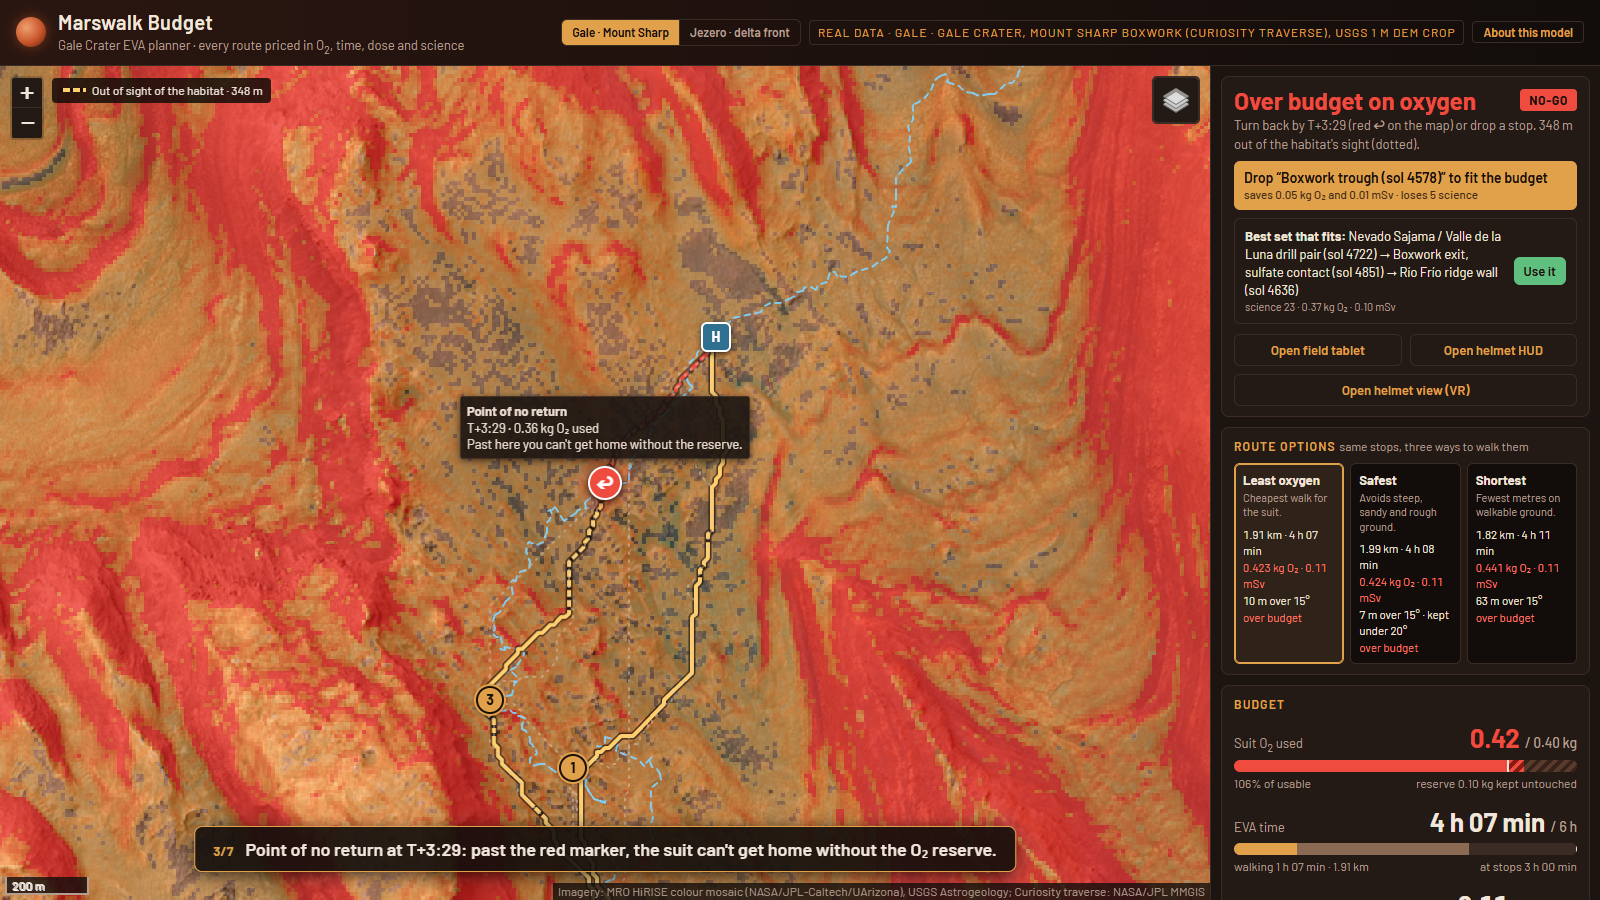 Marswalk Budget
Gale Crater EVA planner · every route priced in O₂, time, dose and science
Gale · Mount Sharp
Jezero · delta front
REAL DATA · GALE · GALE CRATER, MOUNT SHARP BOXWORK (CURIOSITY TRAVERSE), USGS 1 M DEM CROP
About this model
+
−
Out of sight of the habitat · 348 m
H
Point of no return
T+3:29 · 0.36 kg O₂ used
Past here you can't get home without the reserve.
3
1
3/7 Point of no return at T+3:29: past the red marker, the suit can't get home without the O₂ reserve.
200 m
Imagery: MRO HiRISE colour mosaic (NASA/JPL-Caltech/UArizona), USGS Astrogeology; Curiosity traverse: NASA/JPL MMGIS
Over budget on oxygen
NO-GO
Turn back by T+3:29 (red ↩ on the map) or drop a stop. 348 m
out of the habitat's sight (dotted).
Drop “Boxwork trough (sol 4578)” to fit the budget
saves 0.05 kg O₂ and 0.01 mSv · loses 5 science
Best set that fits: Nevado Sajama / Valle de la
Luna drill pair (sol 4722) → Boxwork exit,
sulfate contact (sol 4851) → Río Frío ridge wall
(sol 4636)
science 23 · 0.37 kg O₂ · 0.10 mSv
Use it
Open field tablet
Open helmet HUD
Open helmet view (VR)
ROUTE OPTIONS same stops, three ways to walk them
Least oxygen
Cheapest walk for
the suit.
1.91 km · 4 h 07
min
0.423 kg O₂ · 0.11
mSv
10 m over 15°
over budget
Safest
Avoids steep,
sandy and rough
ground.
1.99 km · 4 h 08
min
0.424 kg O₂ · 0.11
mSv
7 m over 15° · kept
under 20°
over budget
Shortest
Fewest metres on
walkable ground.
1.82 km · 4 h 11
min
0.441 kg O₂ · 0.11
mSv
63 m over 15°
over budget
BUDGET
Suit O₂ used
0.42 / 0.40 kg
106% of usable
reserve 0.10 kg kept untouched
EVA time
4 h 07 min / 6 h
walking 1 h 07 min · 1.91 km
at stops 3 h 00 min